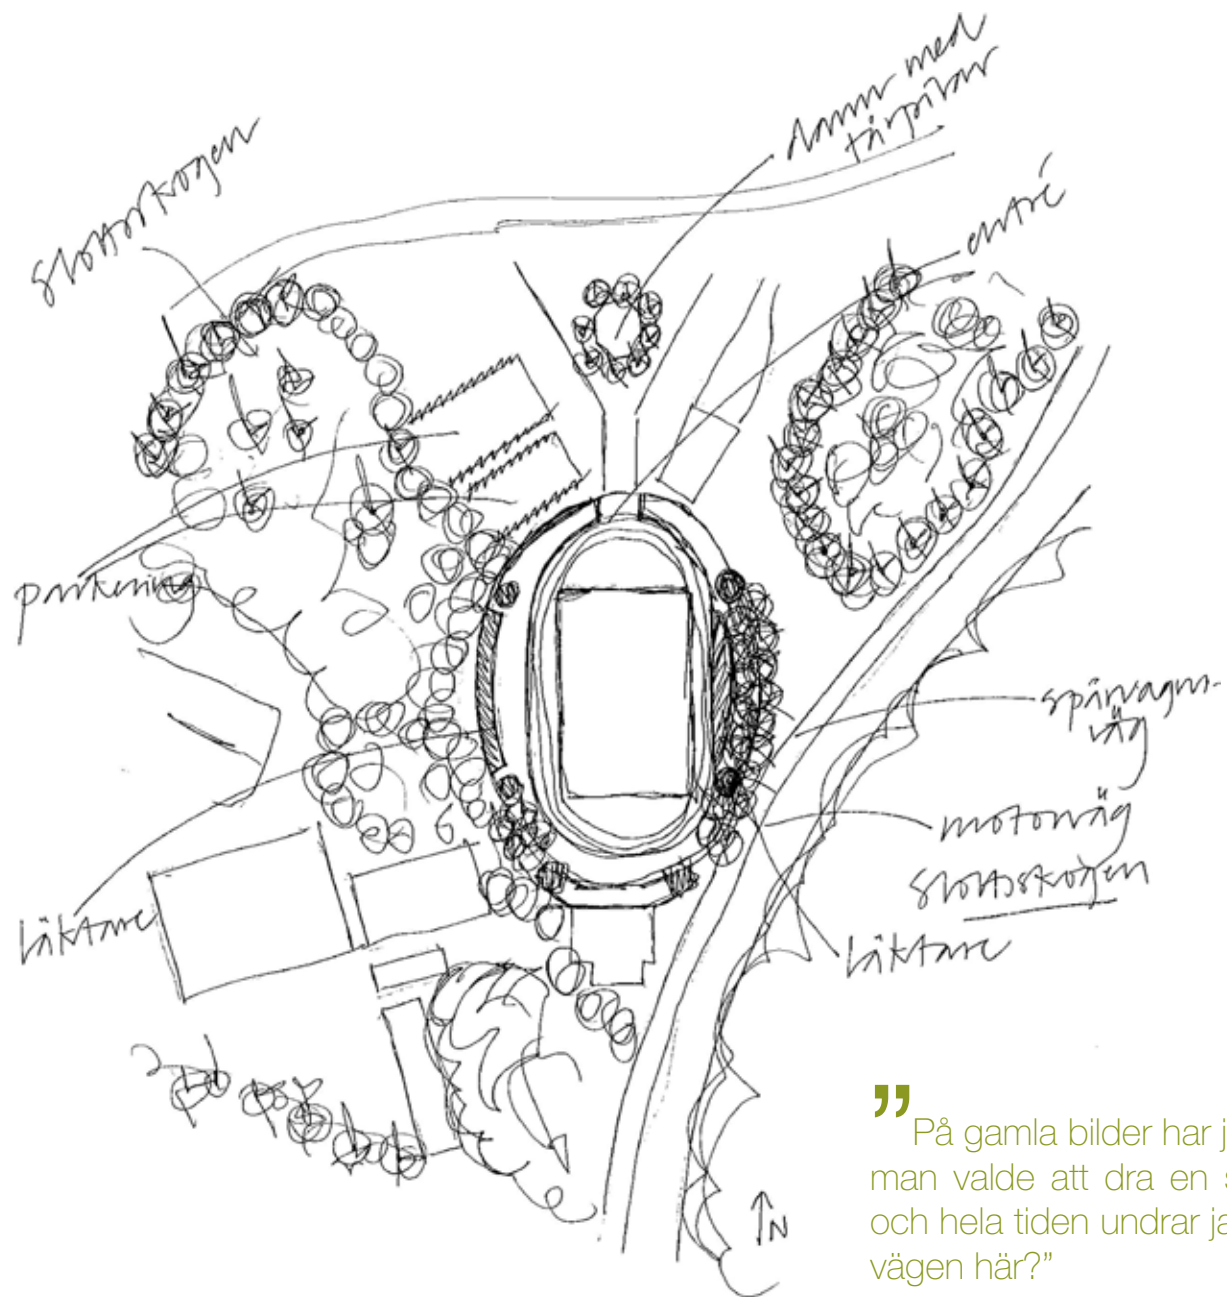 damm med
tårpilar
Slottsskogen
entré
parkering
spårvagns-
väg
motorväg
Slottsskogen
läktare
läktare
N
”På gamla bilder har j
man valde att dra en s
och hela tiden undrar ja
vägen här?”